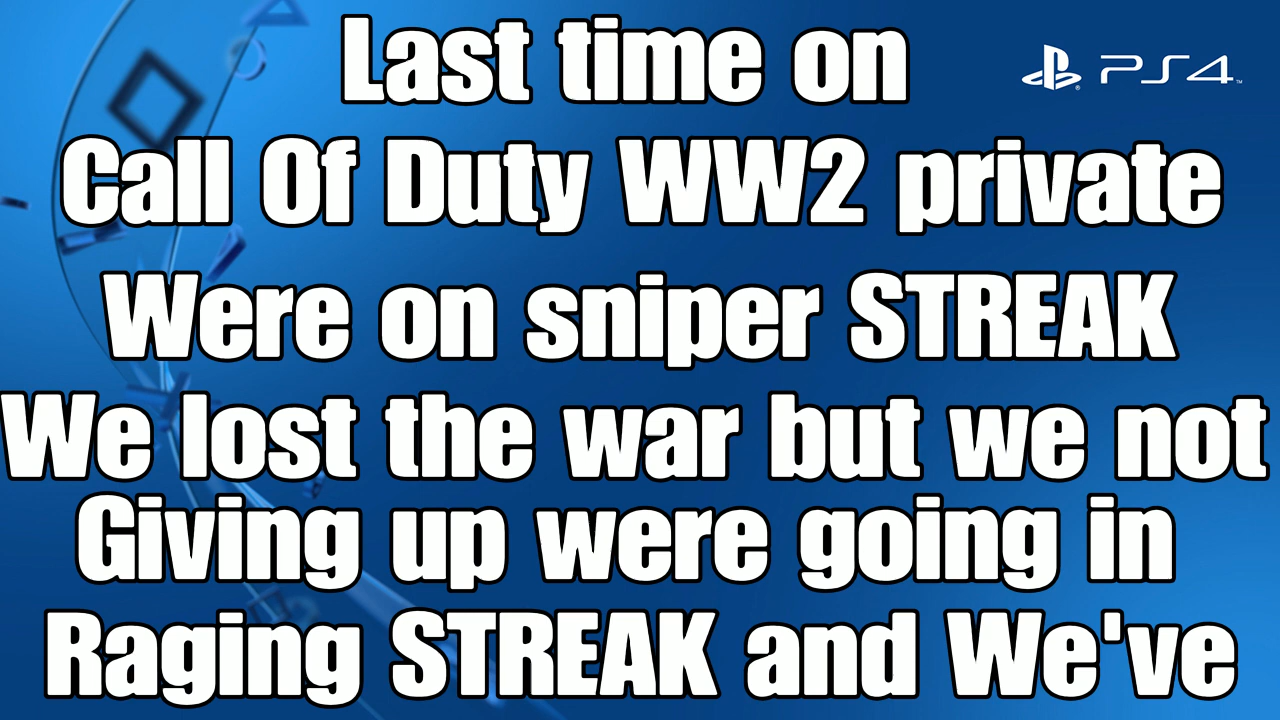 Last time on
PS4
Call Of Duty WW2 private
Were on sniper STREAK
We lost the war but we not
Giving up were going in
Raging STREAK and We've